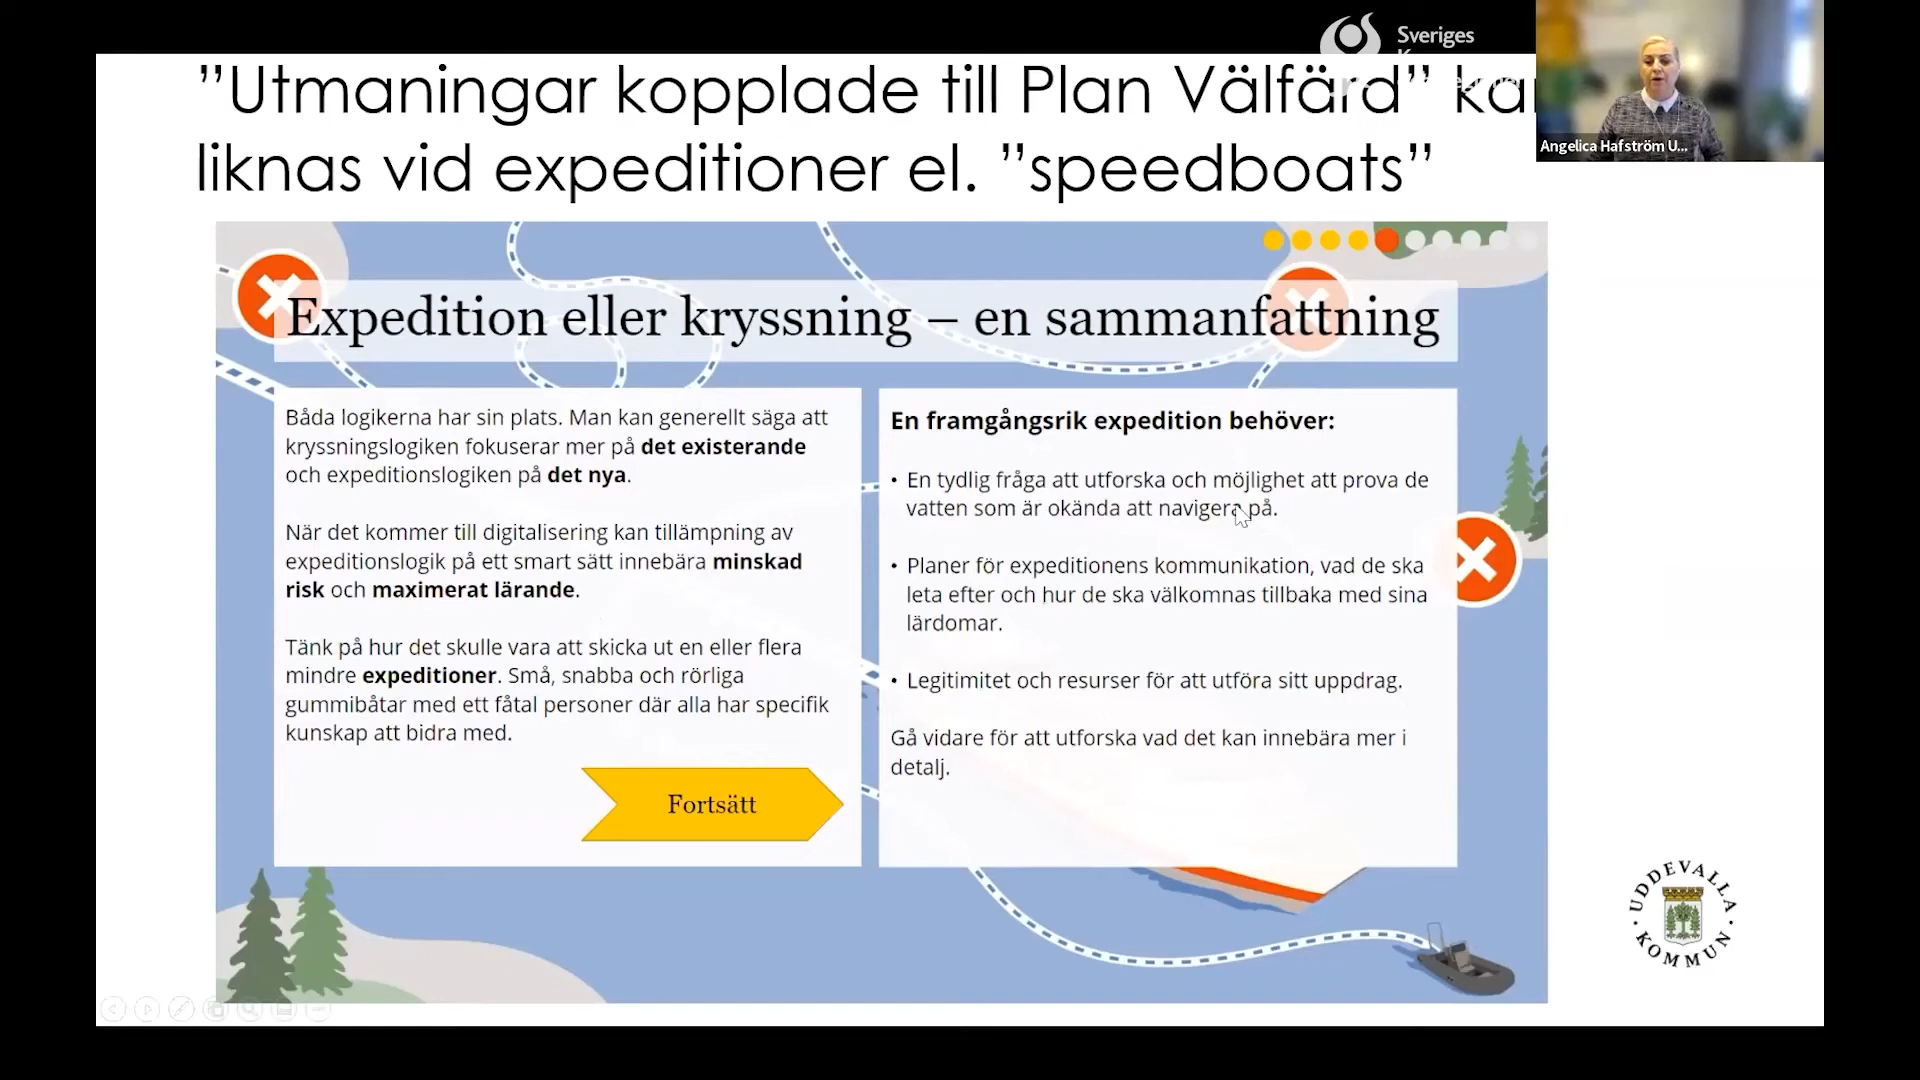 Sveriges
”Utmaningar kopplade till Plan Välfärd”
liknas vid expeditioner el. ”speedboats”
Angelica Hafström U...
Expedition eller kryssning – en sammanfattning
Båda logikerna har sin plats. Man kan generellt säga att
kryssningslogiken fokuserar mer på det existerande
och expeditionslogiken på det nya.
När det kommer till digitalisering kan tillämpning av
expeditionslogik på ett smart sätt innebära minskad
risk och maximerat lärande.
Tänk på hur det skulle vara att skicka ut en eller flera
mindre expeditioner. Små, snabba och rörliga
gummibåtar med ett fåtal personer där alla har specifik
kunskap att bidra med.
Fortsätt
En framgångsrik expedition behöver:
• En tydlig fråga att utforska och möjlighet att prova de
vatten som är okända att navigera på.
• Planer för expeditionens kommunikation, vad de ska
leta efter och hur de ska välkomnas tillbaka med sina
lärdomar.
• Legitimitet och resurser för att utföra sitt uppdrag.
Gå vidare för att utforska vad det kan innebära mer i
detalj.
UDDEVALLA
KOMMUN